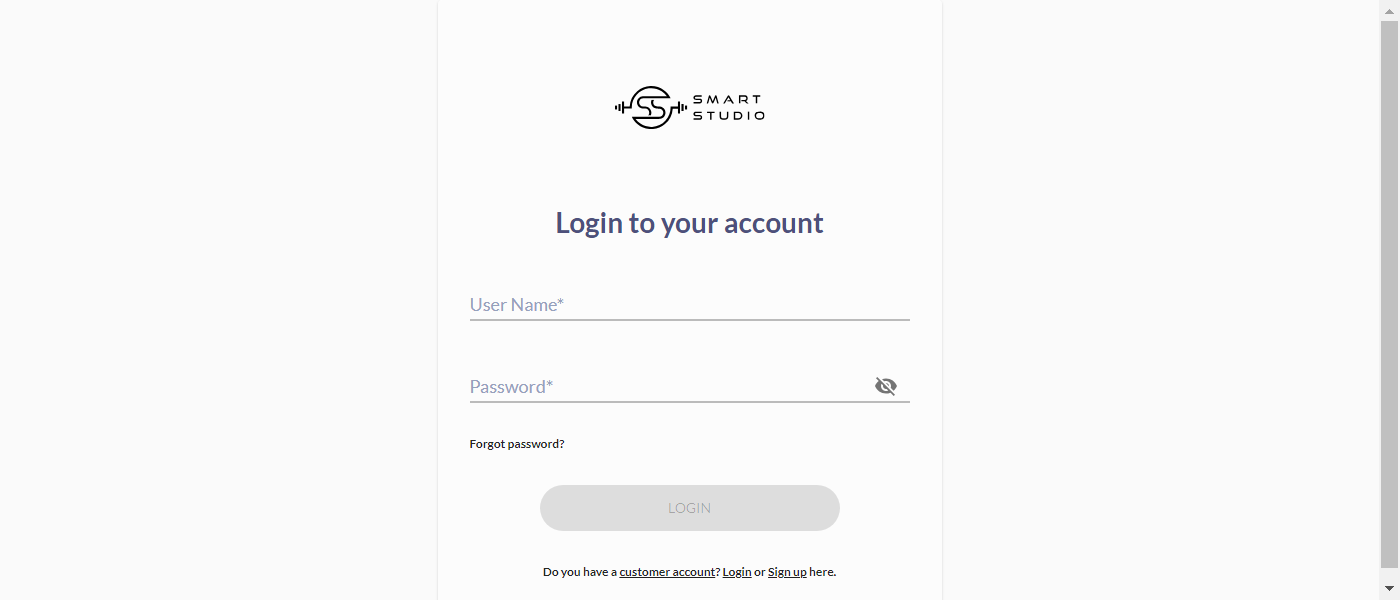 SMART
STUDIO
Login to your account
User Name*
Password*
Forgot password?
LOGIN
Do you have a customer account? Login or Sign up here.